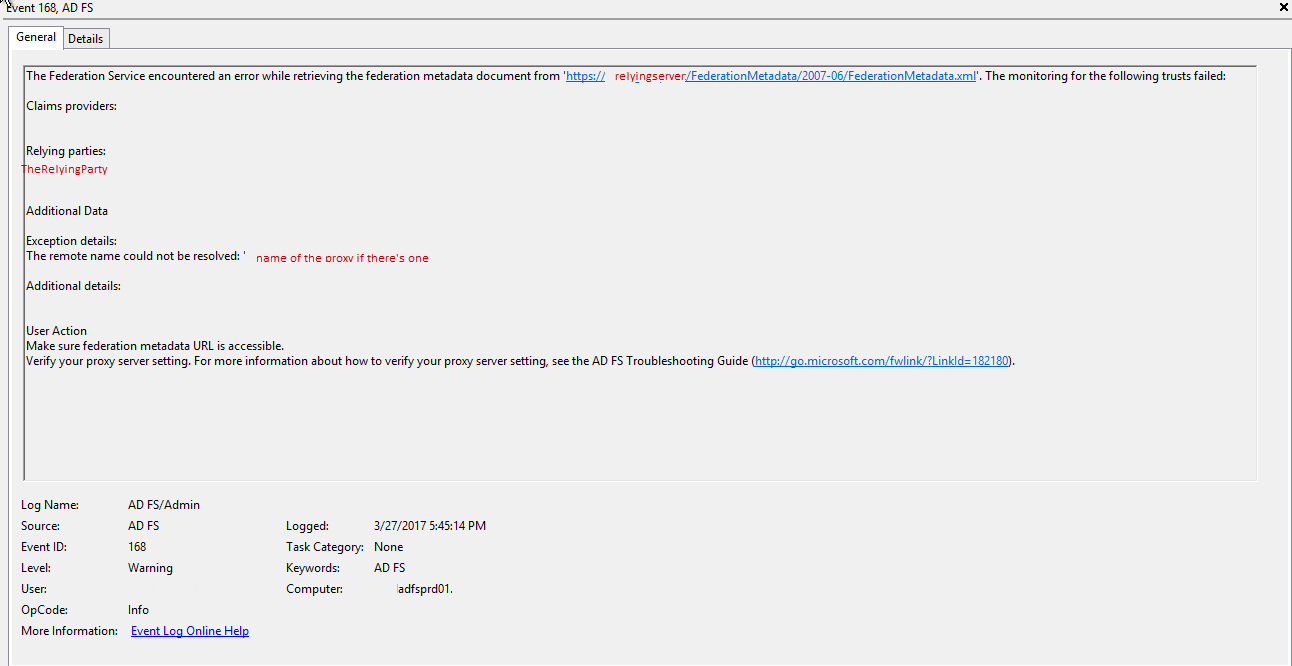 Event 168, AD FS
General Details
The Federation Service encountered an error while retrieving the federation metadata document from 'https:// relyingserver/FederationMetadata/2007-06/FederationMetadata.xml'. The monitoring for the following trusts failed:
Claims providers:
Relying parties:
TheRelyingParty
Additional Data
Exception details:
The remote name could not be resolved: ' name of the proxy if there's one
Additional details:
User Action
Make sure federation metadata URL is accessible.
Verify your proxy server setting. For more information about how to verify your proxy server setting, see the AD FS Troubleshooting Guide (http://go.microsoft.com/fwlink/?LinkId=182180).
Log Name: AD FS/Admin
Source: AD FS Logged: 3/27/2017 5:45:14 PM
Event ID: 168 Task Category: None
Level: Warning Keywords: AD FS
User: Computer: adfsprd01.
OpCode: Info
More Information: Event Log Online Help